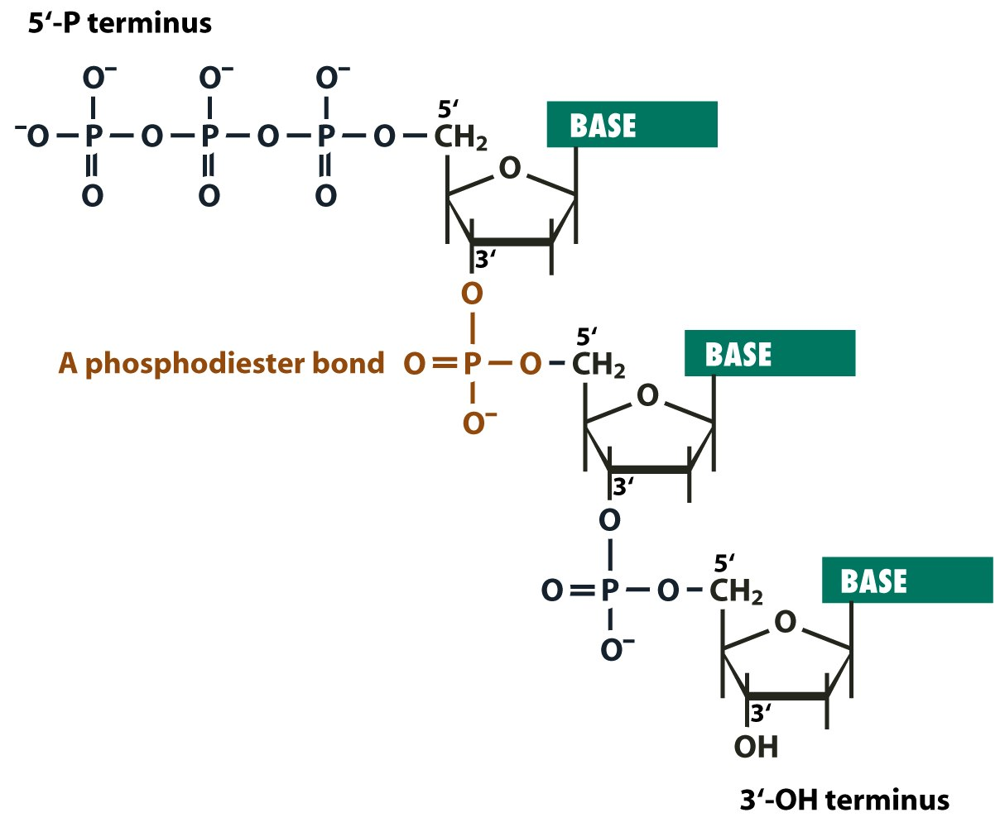 5‘-P terminus
O⁻ O⁻ O⁻
5‘
BASE
⁻O–P–O–P–O–P–O–CH₂
O O O
O
3‘
O
5‘
BASE
A phosphodiester bond O=P–O–CH₂
O
O⁻
3‘
O
5‘
BASE
O=P–O–CH₂
O
O⁻
3‘
OH
3‘-OH terminus